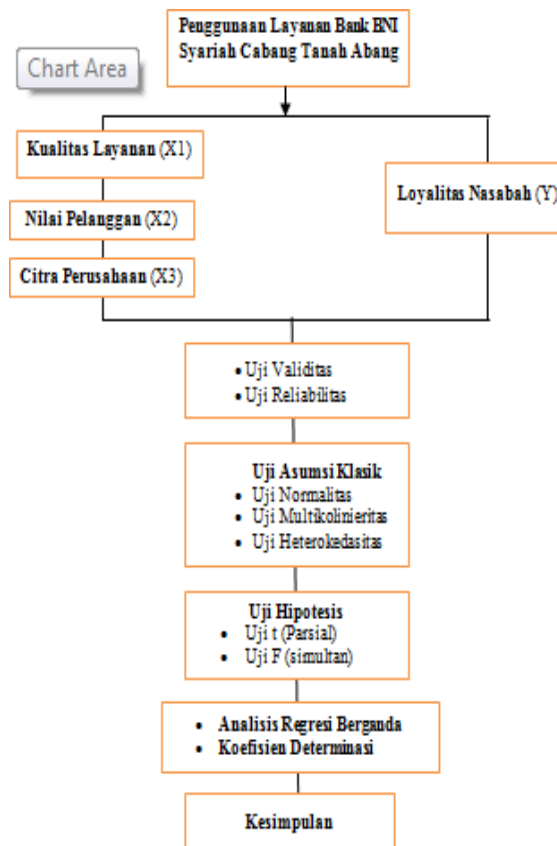 Penggunaan Layanan Bank BNI
Syariah Cabang Tanah Abang
Chart Area
Kualitas Layanan (X1)
Nilai Pelanggan (X2)
Citra Perusahaan (X3)
Loyalitas Nasabah (Y)
• Uji Validitas
• Uji Reliabilitas
Uji Asumsi Klasik
• Uji Normalitas
• Uji Multikolinieritas
• Uji Heterokedasitas
Uji Hipotesis
• Uji t (Parsial)
• Uji F (simultan)
• Analisis Regresi Berganda
• Koefisien Determinasi
Kesimpulan